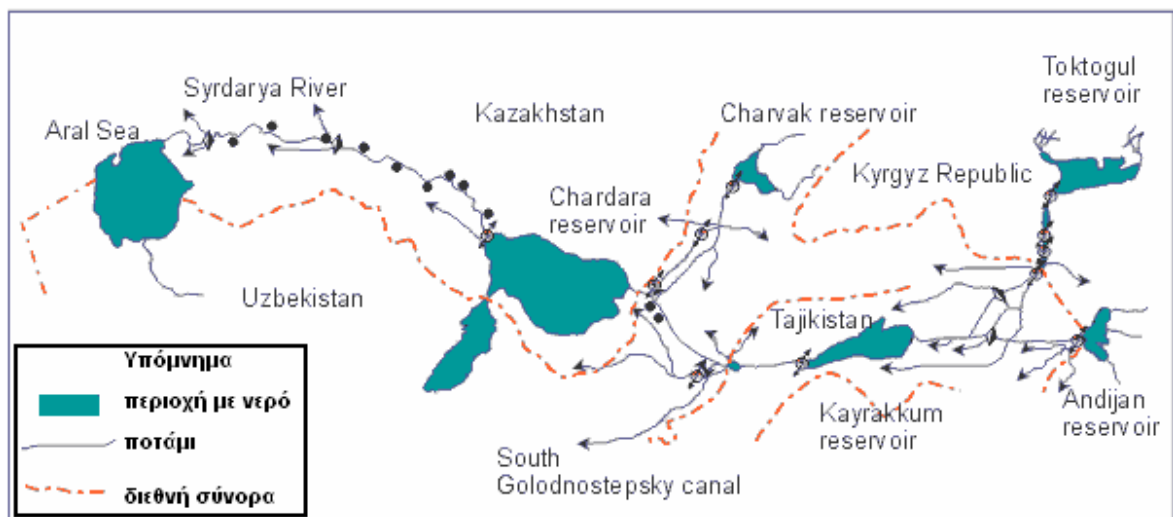 Toktogul
reservoir
Syrdarya River
Kazakhstan
Charvak reservoir
Aral Sea
Kyrgyz Republic
Chardara
reservoir
Uzbekistan
Tajikistan
Υπόμνημα
περιοχή με νερό
ποτάμι
διεθνή σύνορα
Kayrakkum
reservoir
Andijan
reservoir
South
Golodnostepsky canal